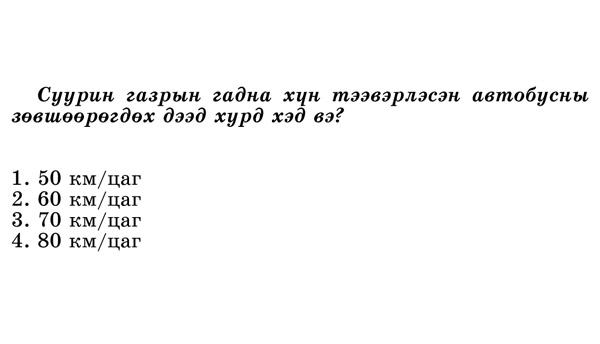 Суурин газрын гадна хүн тээвэрлэсэн автобусны
зөвшөөрөгдөх дээд хурд хэд вэ?
1. 50 км/цаг
2. 60 км/цаг
3. 70 км/цаг
4. 80 км/цаг